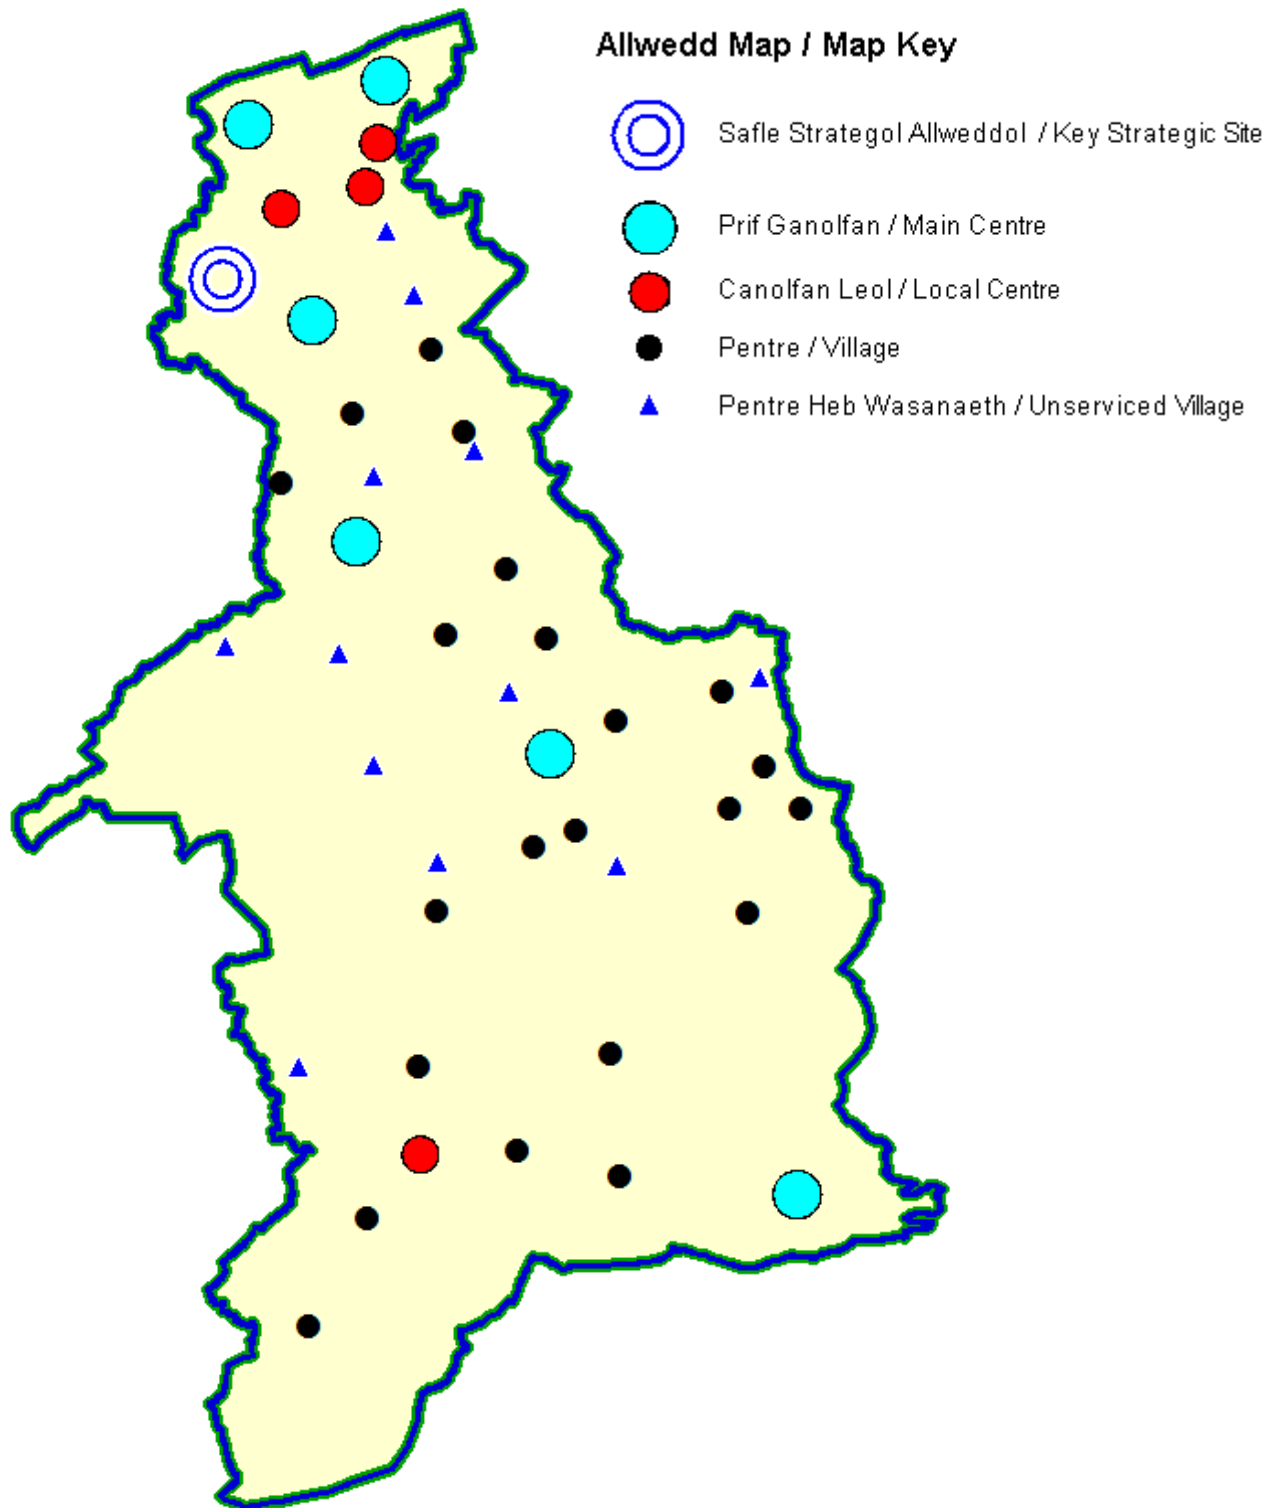 Allwedd Map / Map Key
Safle Strategol Allweddol / Key Strategic Site
Prif Ganolfan / Main Centre
Canolfan Leol / Local Centre
Pentre / Village
Pentre Heb Wasanaeth / Unserviced Village